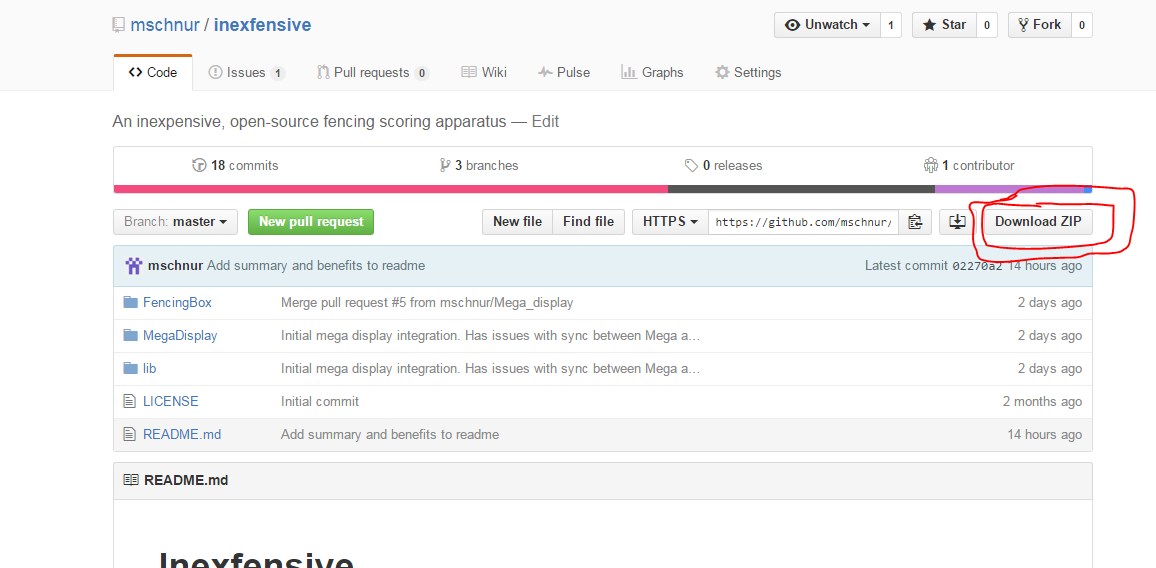 mschnur / inexfensive
Unwatch 1 Star 0 Fork 0
Code Issues 1 Pull requests 0 Wiki Pulse Graphs Settings
An inexpensive, open-source fencing scoring apparatus — Edit
18 commits 3 branches 0 releases 1 contributor
Branch: master New pull request New file Find file HTTPS https://github.com/mschnur/ Download ZIP
mschnur Add summary and benefits to readme Latest commit 02270a2 14 hours ago
FencingBox Merge pull request #5 from mschnur/Mega_display 2 days ago
MegaDisplay Initial mega display integration. Has issues with sync between Mega a… 2 days ago
lib Initial mega display integration. Has issues with sync between Mega a… 2 days ago
LICENSE Initial commit 2 months ago
README.md Add summary and benefits to readme 14 hours ago
README.md
Inexfensive